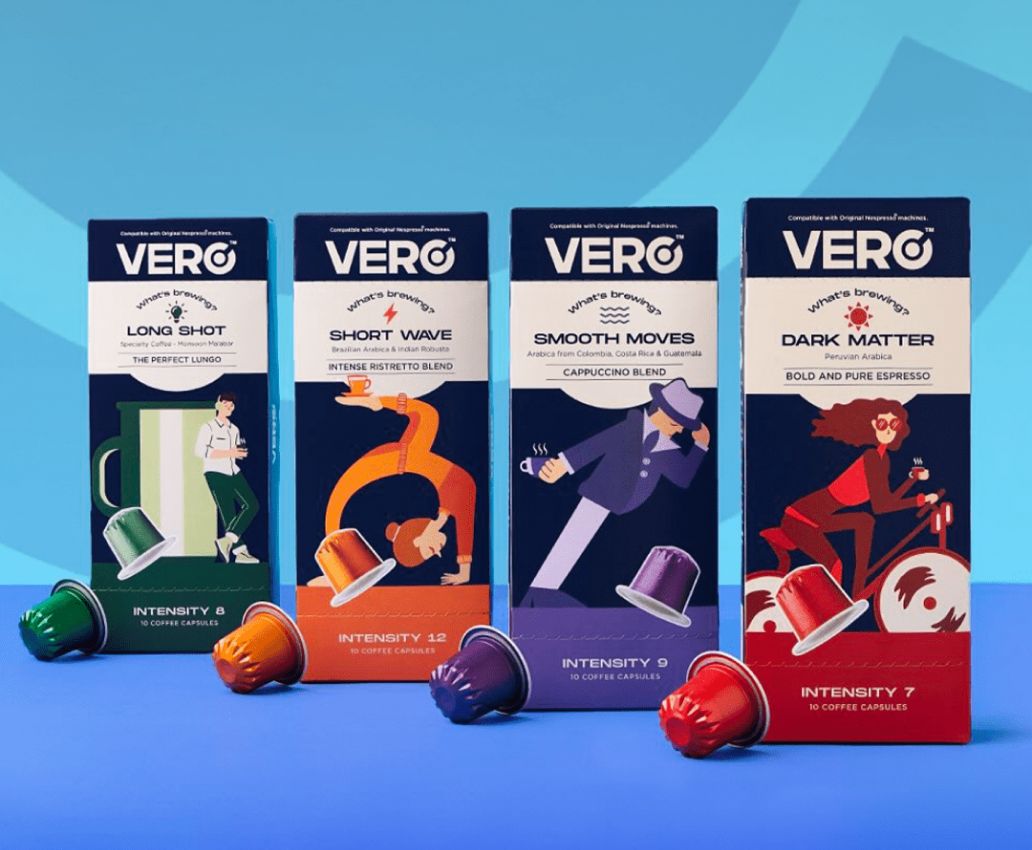 Compatible with Original Nespresso machines.
VERO™
What's brewing?
LONG SHOT
Specialty Coffee - Monsoon Malabar
THE PERFECT LUNGO
INTENSITY 8
10 COFFEE CAPSULES
Compatible with Original Nespresso machines.
VERO™
What's brewing?
SHORT WAVE
Brazilian Arabica & Indian Robusta
INTENSE RISTRETTO BLEND
INTENSITY 12
10 COFFEE CAPSULES
Compatible with Original Nespresso machines.
VERO™
What's brewing?
SMOOTH MOVES
Arabica from Colombia, Costa Rica & Guatemala
CAPPUCCINO BLEND
INTENSITY 9
10 COFFEE CAPSULES
Compatible with Original Nespresso machines.
VERO™
What's brewing?
DARK MATTER
Peruvian Arabica
BOLD AND PURE ESPRESSO
INTENSITY 7
10 COFFEE CAPSULES